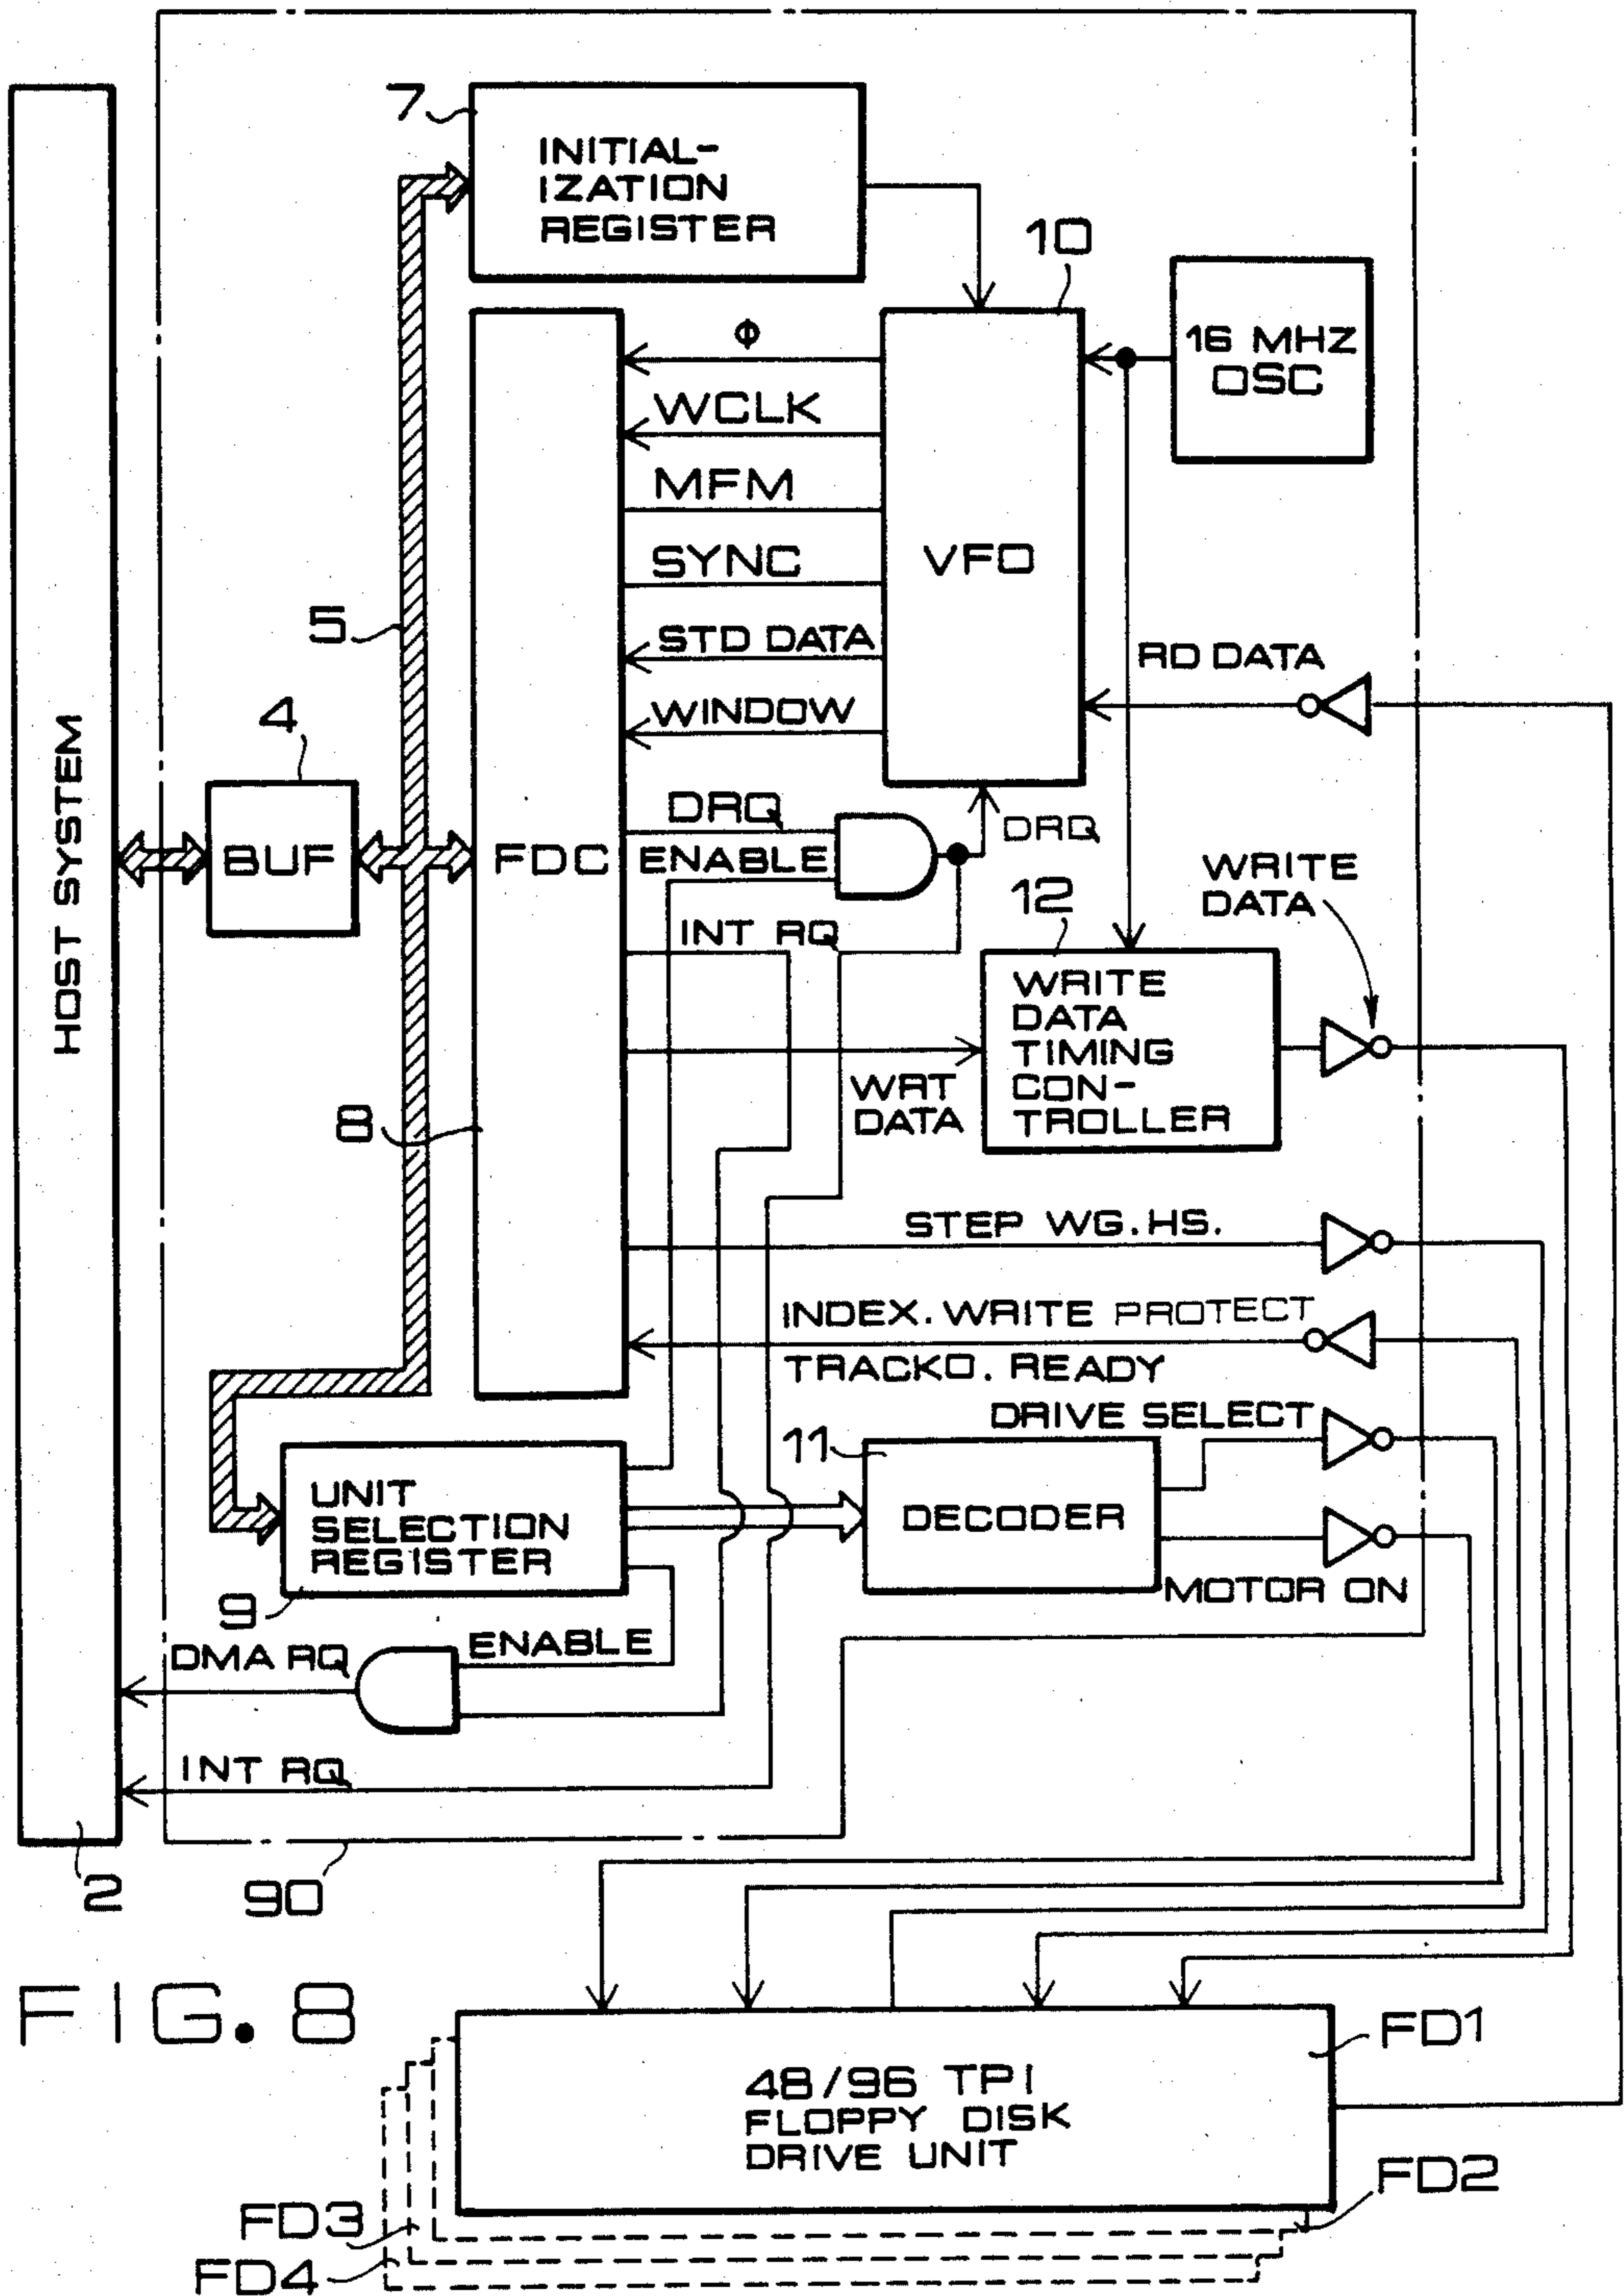 7
INITIAL-
IZATION
REGISTER
10
16 MHZ
OSC
Φ
WCLK
MFM
SYNC
STD DATA
WINDOW
VFO
5
RD DATA
4
BUF
HOST SYSTEM
FDC
DRQ
ENABLE
DRQ
INT RQ
12
WRITE
DATA
WRITE
DATA
TIMING
CON-
TROLLER
WRT
DATA
8
STEP WG.HS.
INDEX.WRITE PROTECT
TRACK0. READY
DRIVE SELECT
11
UNIT
SELECTION
REGISTER
DECODER
9
MOTOR ON
ENABLE
DMA RQ
INT RQ
2
90
FIG. 8
FD1
48/96 TPI
FLOPPY DISK
DRIVE UNIT
FD2
FD3
FD4